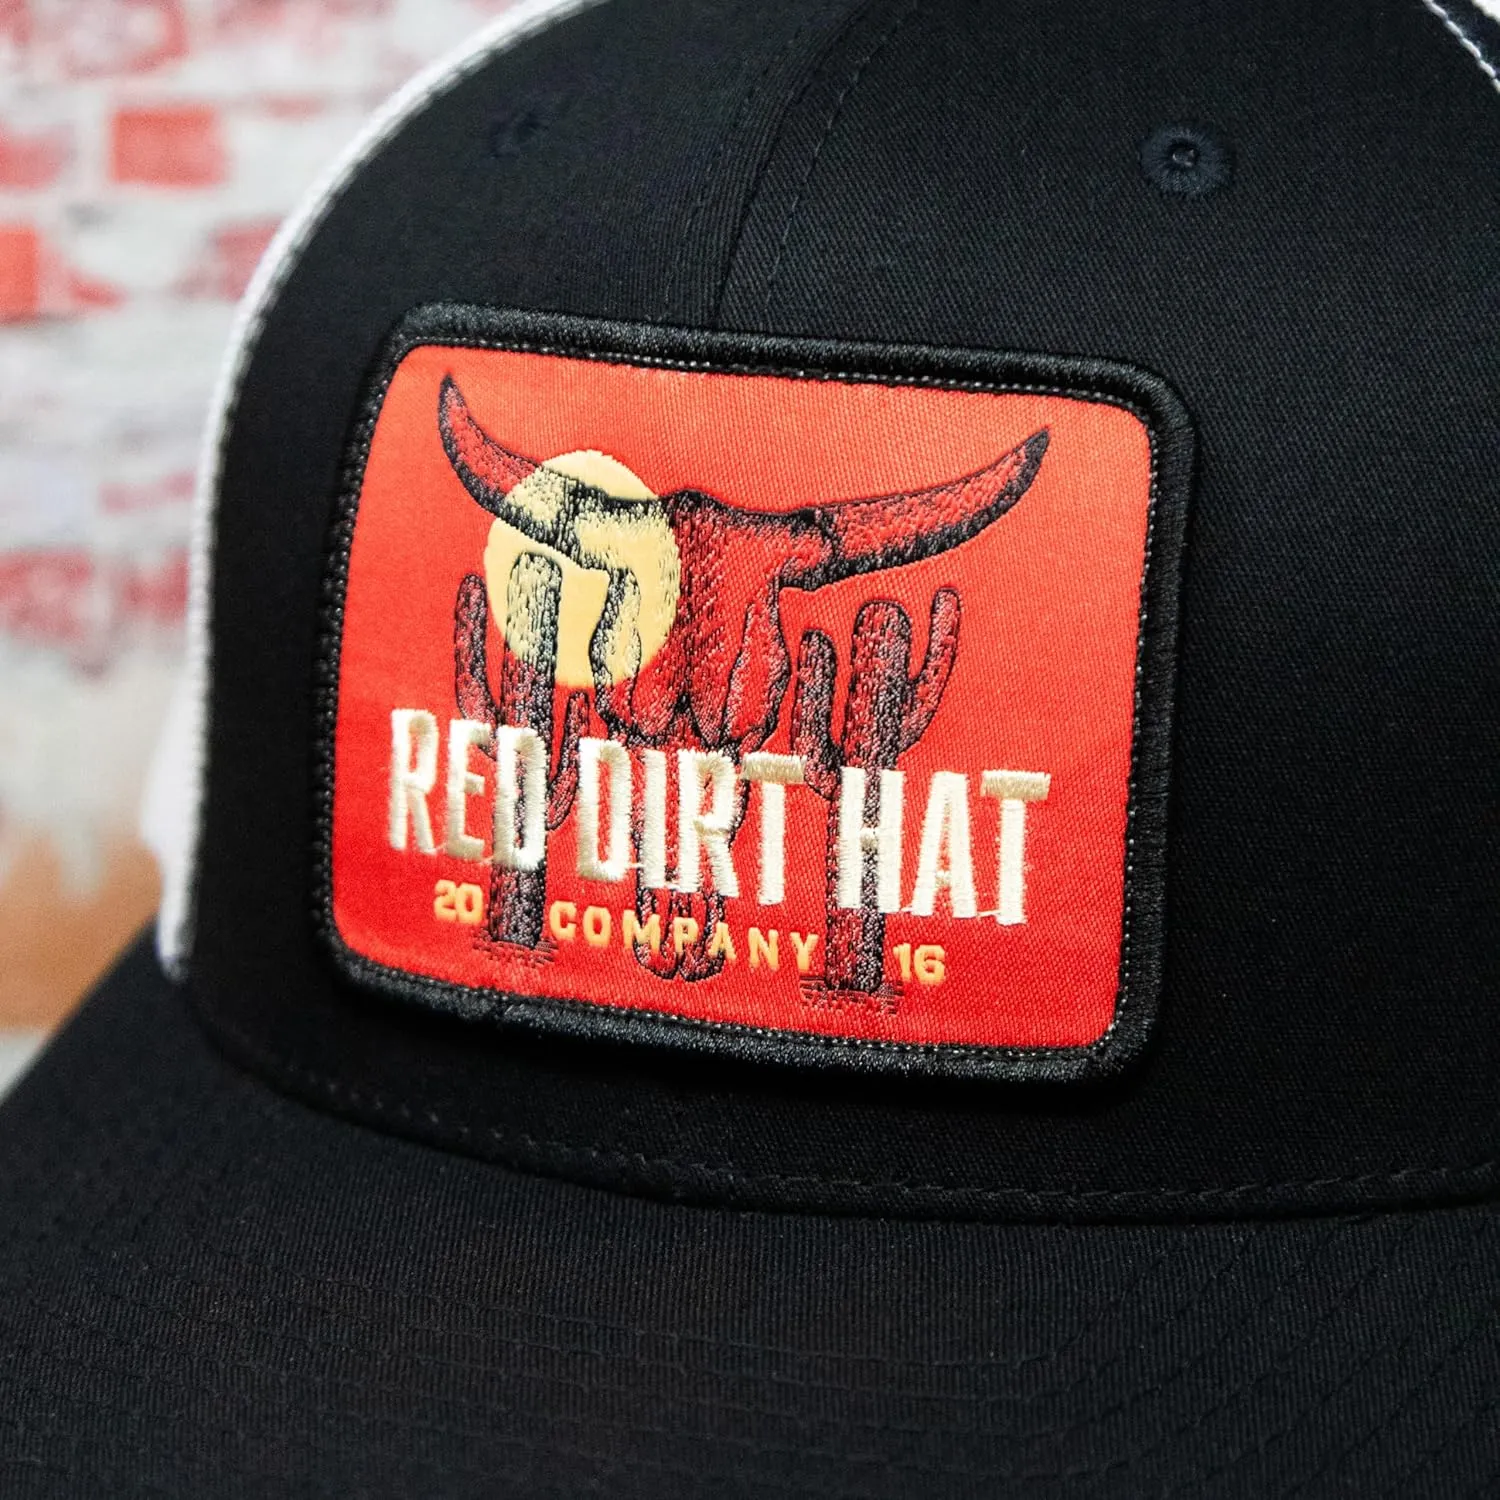 RED DIRT HAT
20 COMPANY 16